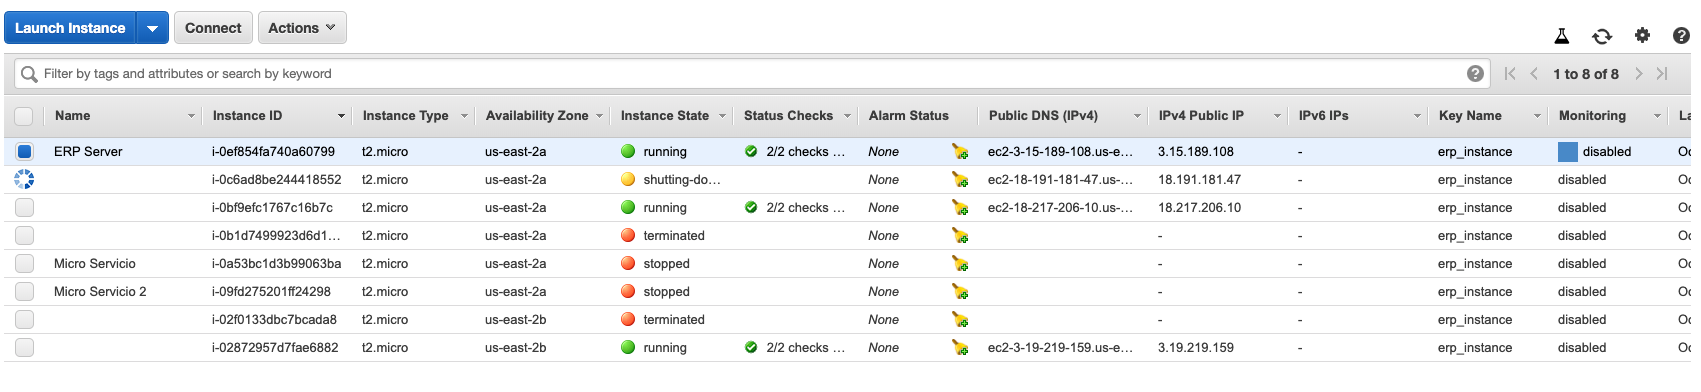 Launch Instance Connect Actions
Filter by tags and attributes or search by keyword 1 to 8 of 8
Name Instance ID Instance Type Availability Zone Instance State Status Checks Alarm Status Public DNS (IPv4) IPv4 Public IP IPv6 IPs Key Name Monitoring La
ERP Server i-0ef854fa740a60799 t2.micro us-east-2a running 2/2 checks ... None ec2-3-15-189-108.us-e... 3.15.189.108 - erp_instance disabled Oc
i-0c6ad8be244418552 t2.micro us-east-2a shutting-do... None ec2-18-191-181-47.us-... 18.191.181.47 - erp_instance disabled Oc
i-0bf9efc1767c16b7c t2.micro us-east-2a running 2/2 checks ... None ec2-18-217-206-10.us-... 18.217.206.10 - erp_instance disabled Oc
i-0b1d7499923d6d1... t2.micro us-east-2a terminated None - - erp_instance disabled Oc
Micro Servicio i-0a53bc1d3b99063ba t2.micro us-east-2a stopped None - - erp_instance disabled Oc
Micro Servicio 2 i-09fd275201ff24298 t2.micro us-east-2a stopped None - - erp_instance disabled Oc
i-02f0133dbc7bcada8 t2.micro us-east-2b terminated None - - erp_instance disabled Oc
i-02872957d7fae6882 t2.micro us-east-2b running 2/2 checks ... None ec2-3-19-219-159.us-e... 3.19.219.159 - erp_instance disabled Oc